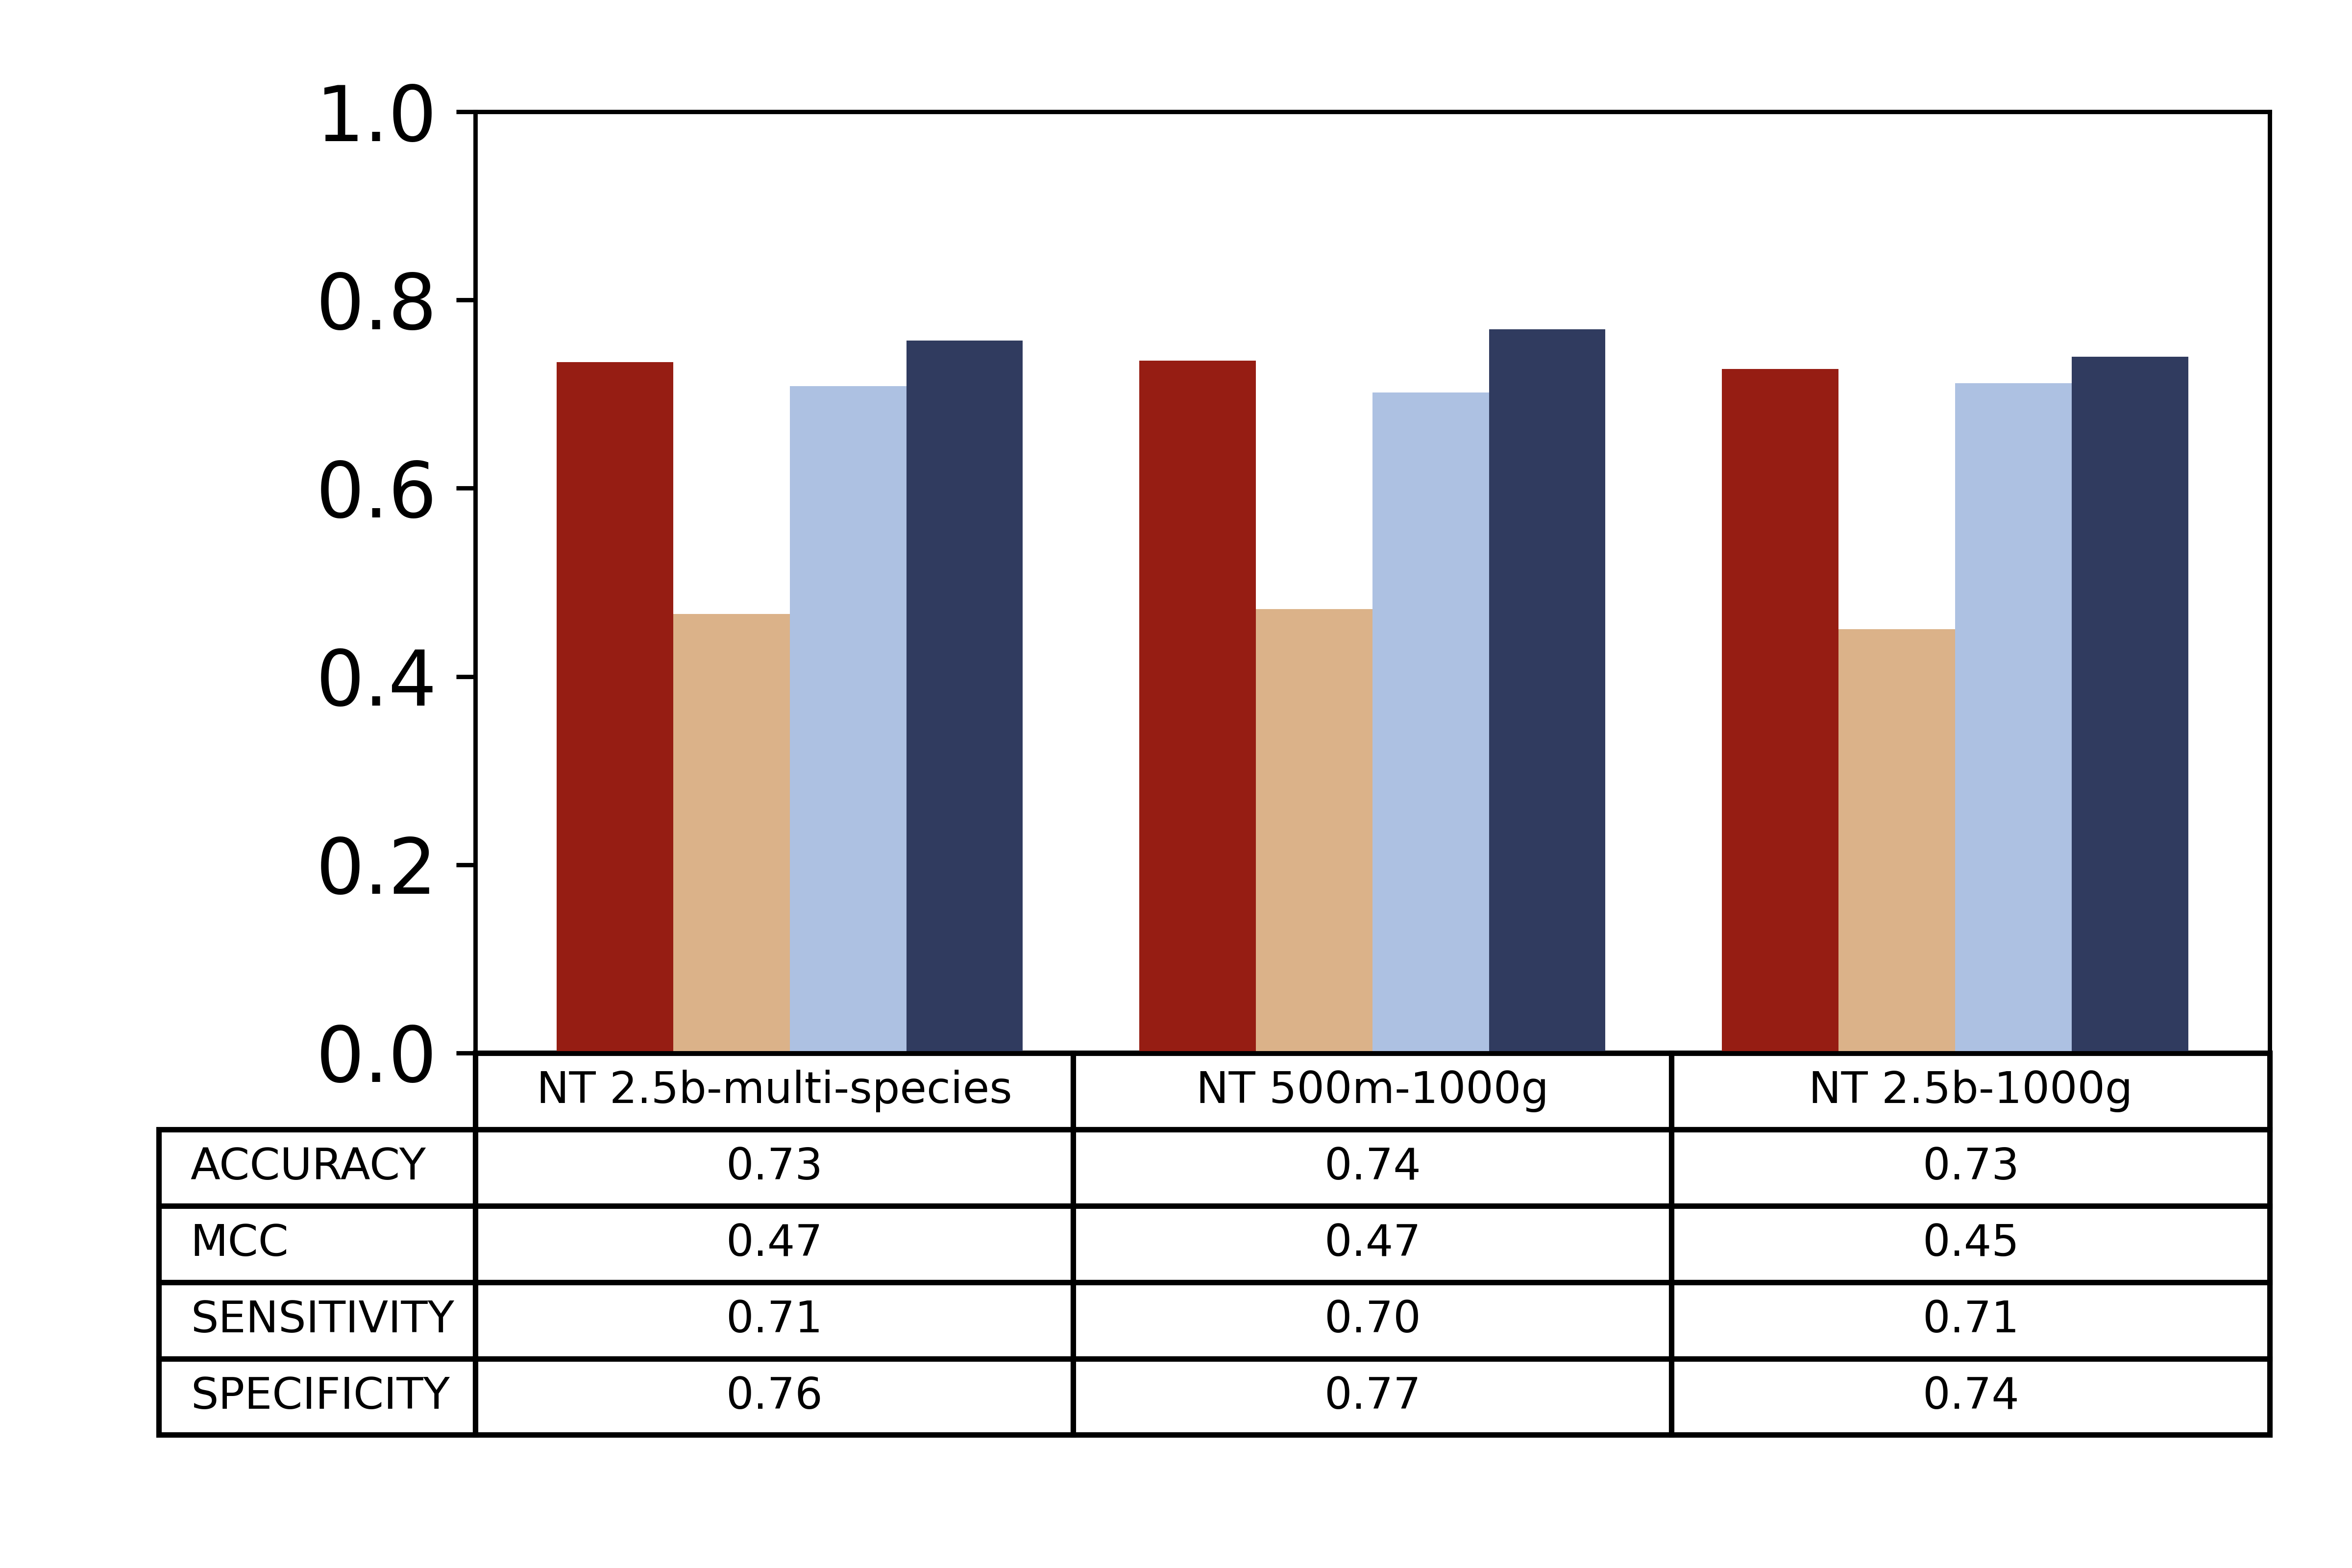 1.0
0.8
0.6
0.4
0.2
0.0
NT 2.5b-multi-species NT 500m-1000g NT 2.5b-1000g
ACCURACY 0.73 0.74 0.73
MCC 0.47 0.47 0.45
SENSITIVITY 0.71 0.70 0.71
SPECIFICITY 0.76 0.77 0.74